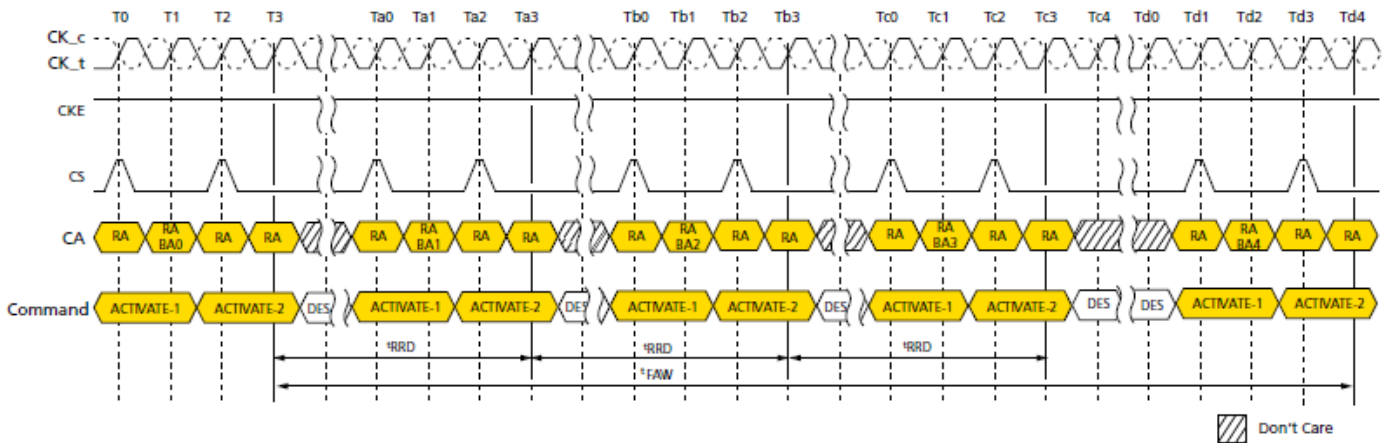 T0 T1 T2 T3 Ta0 Ta1 Ta2 Ta3 Tb0 Tb1 Tb2 Tb3 Tc0 Tc1 Tc2 Tc3 Tc4 Td0 Td1 Td2 Td3 Td4
CK_c
CK_t
CKE
CS
CA RA RA BA0 RA RA RA RA BA1 RA RA RA RA BA2 RA RA RA RA BA3 RA RA RA RA BA4 RA RA
Command ACTIVATE-1 ACTIVATE-2 DES ACTIVATE-1 ACTIVATE-2 DES ACTIVATE-1 ACTIVATE-2 DES ACTIVATE-1 ACTIVATE-2 DES DES ACTIVATE-1 ACTIVATE-2
tRRD tRRD tRRD
tFAW
Don't Care